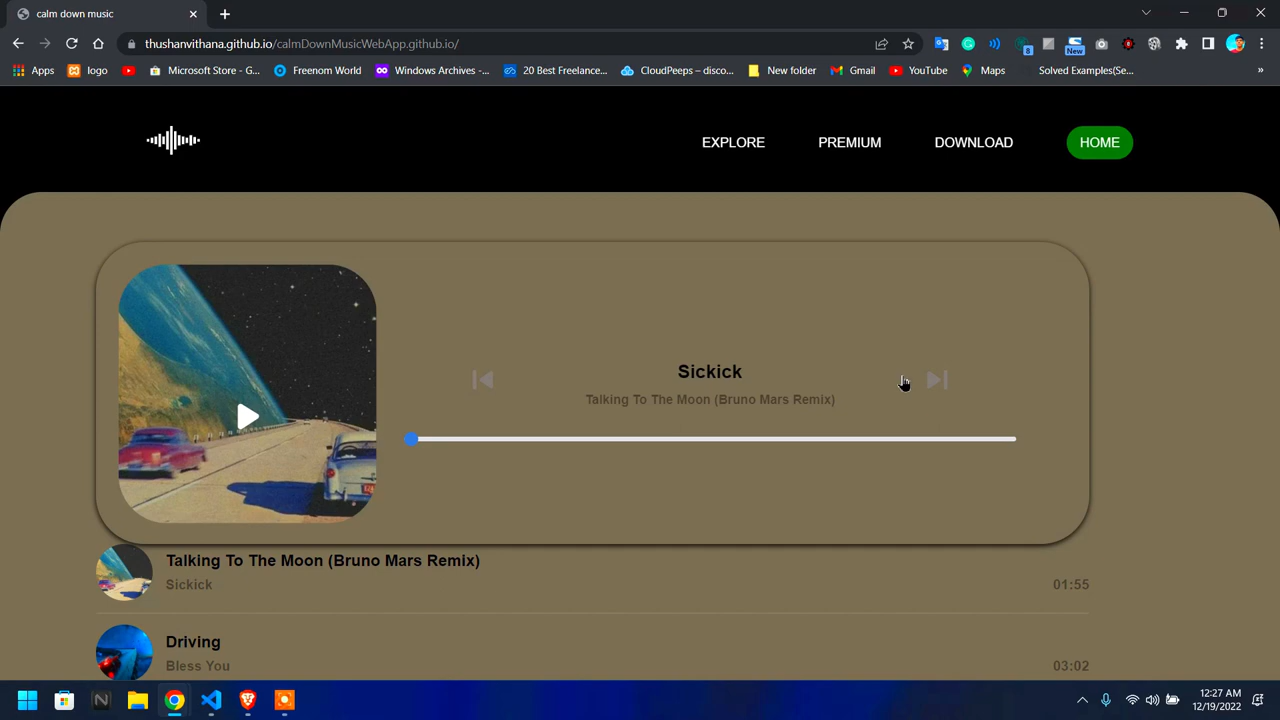 calm down music
thushanvithana.github.io/calmDownMusicWebApp.github.io/
8
New
Apps
logo
Microsoft Store - G...
Freenom World
Windows Archives -...
20 Best Freelance...
CloudPeeps – disco...
New folder
Gmail
YouTube
Maps
Solved Examples(Se...
EXPLORE
PREMIUM
DOWNLOAD
HOME
Sickick
Talking To The Moon (Bruno Mars Remix)
Talking To The Moon (Bruno Mars Remix)
Sickick
01:55
Driving
Bless You
03:02
12:27 AM
12/19/2022